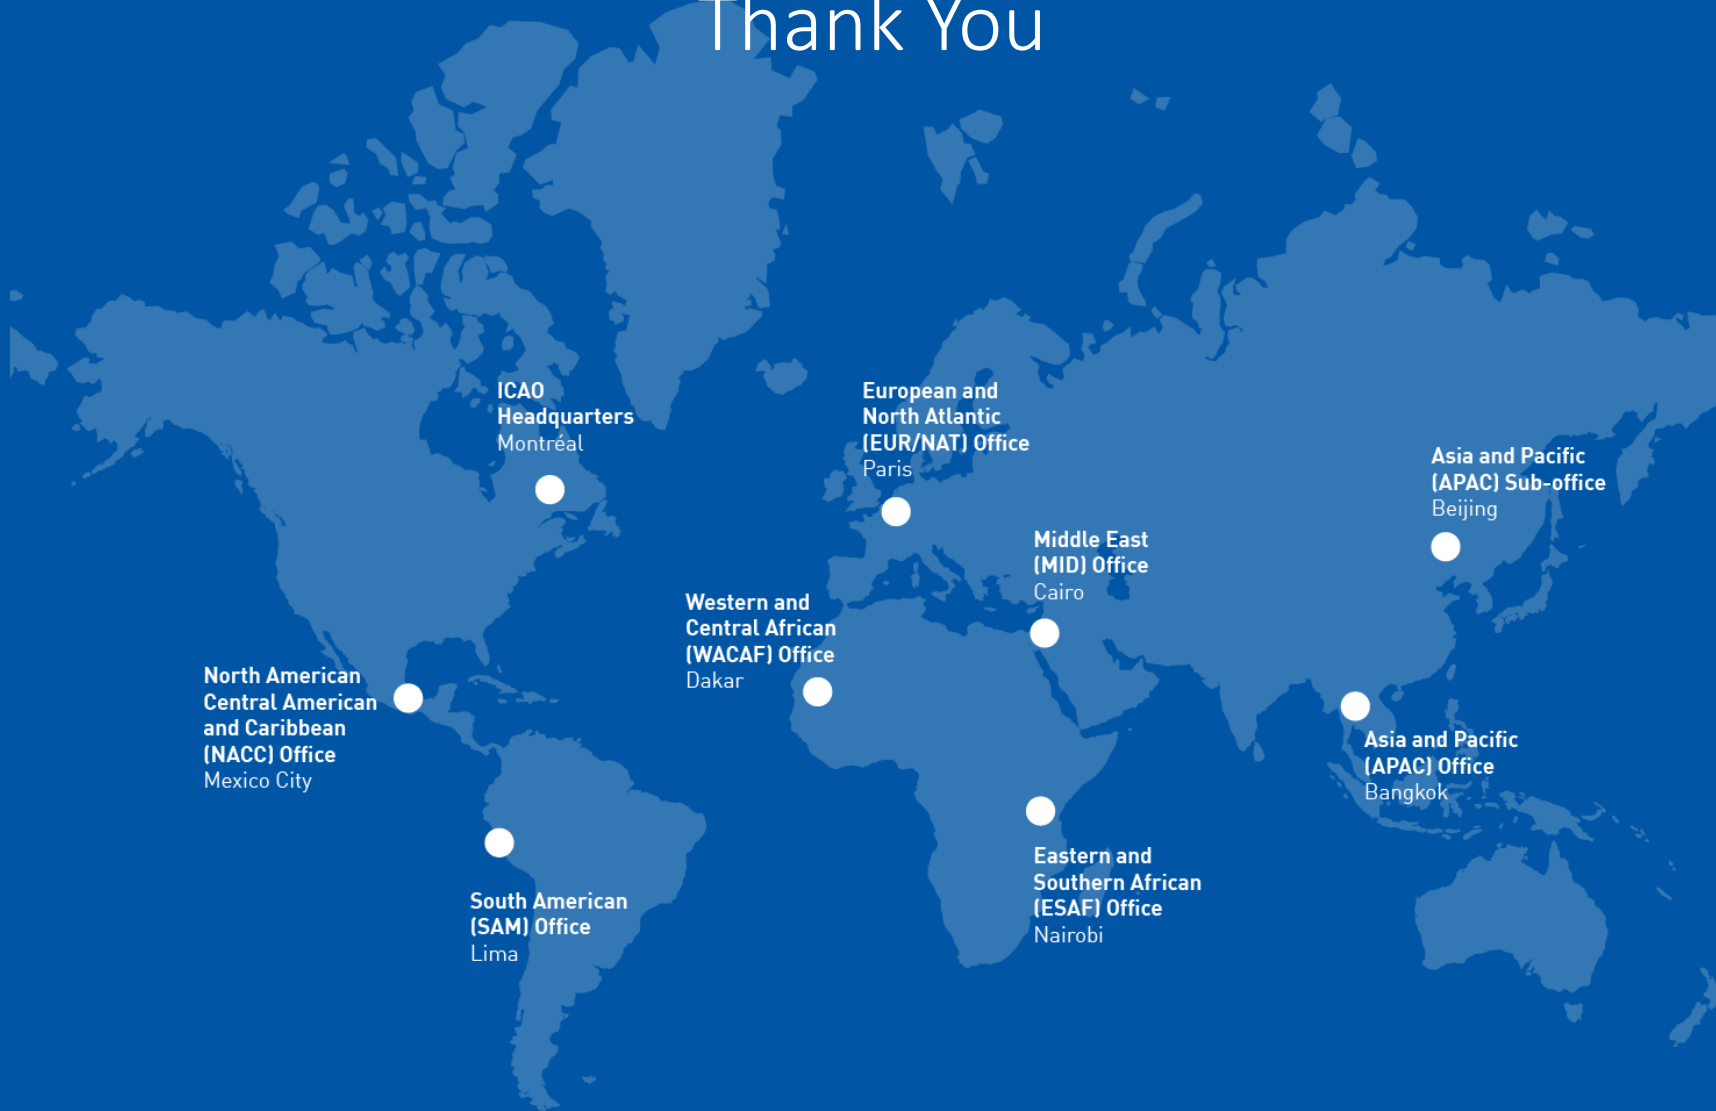 Thank You
ICAO
Headquarters
Montréal
European and
North Atlantic
(EUR/NAT) Office
Paris
Asia and Pacific
(APAC) Sub-office
Beijing
Middle East
(MID) Office
Cairo
Western and
Central African
(WACAF) Office
Dakar
North American
Central American
and Caribbean
(NACC) Office
Mexico City
Asia and Pacific
(APAC) Office
Bangkok
South American
(SAM) Office
Lima
Eastern and
Southern African
(ESAF) Office
Nairobi